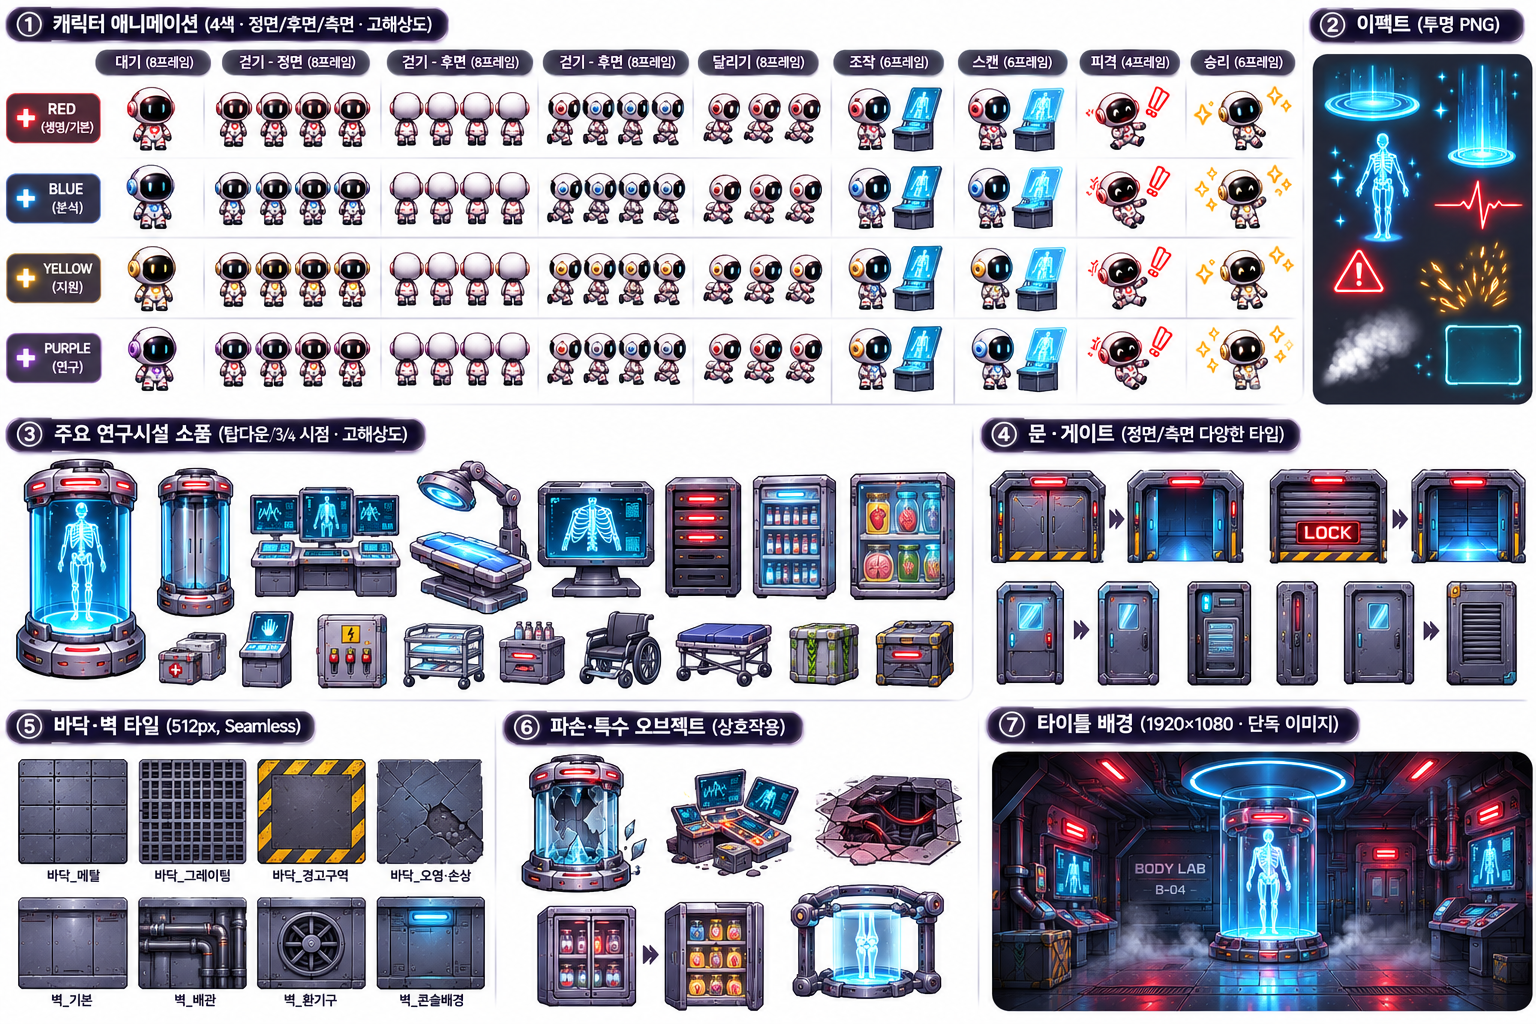 ① 캐릭터 애니메이션 (4색 · 정면/후면/측면 · 고해상도)
대기 (8프레임)
걷기 - 정면 (8프레임)
걷기 - 후면 (8프레임)
걷기 - 후면 (8프레임)
달리기 (8프레임)
조작 (6프레임)
스캔 (6프레임)
피격 (4프레임)
승리 (6프레임)
RED
(생명/기본)
BLUE
(분석)
YELLOW
(지원)
PURPLE
(연구)
② 이팩트 (투명 PNG)
③ 주요 연구시설 소품 (탑다운/3/4 시점 · 고해상도)
④ 문 · 게이트 (정면/측면 다양한 타입)
LOCK
⑤ 바닥·벽 타일 (512px, Seamless)
바닥_메탈
바닥_그레이팅
바닥_경고구역
바닥_오염·손상
벽_기본
벽_배관
벽_환기구
벽_콘솔배경
⑥ 파손·특수 오브젝트 (상호작용)
⑦ 타이틀 배경 (1920×1080 · 단독 이미지)
BODY LAB
B-04